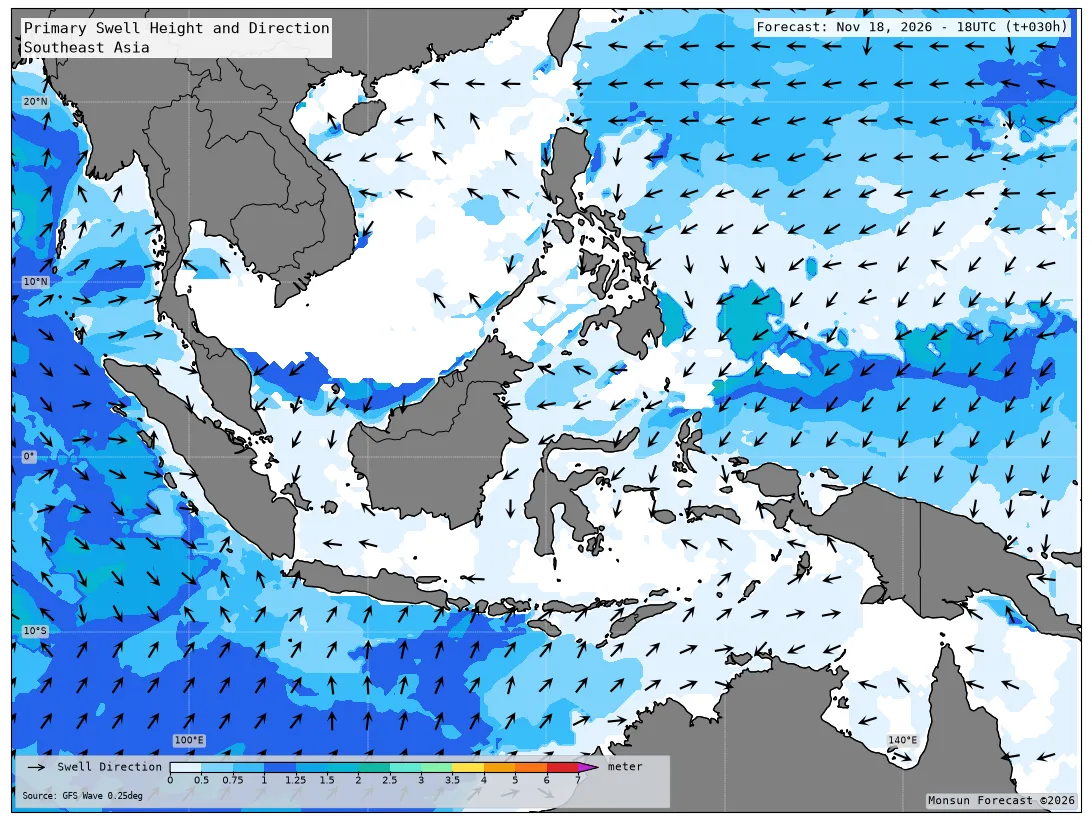 Primary Swell Height and Direction
Southeast Asia
Forecast: Nov 18, 2026 - 18UTC (t+030h)
20°N
10°N
0°
10°S
100°E
140°E
Swell Direction
0 0.5 0.75 1 1.25 1.5 2 2.5 3 3.5 4 5 6 7
meter
Source: GFS Wave 0.25deg
Monsun Forecast ©2026